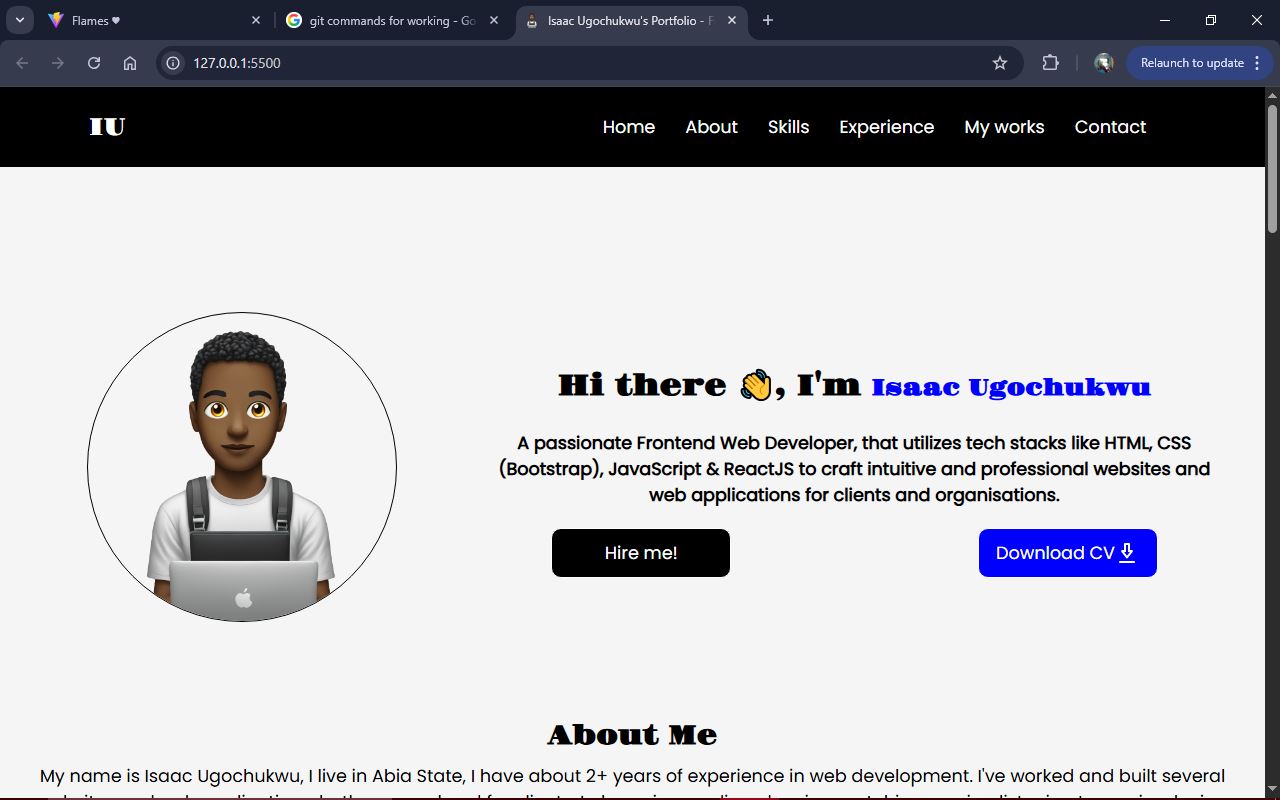 Flames ♥
git commands for working - Go
Isaac Ugochukwu's Portfolio - F
127.0.0.1:5500
Relaunch to update
IU
Home About Skills Experience My works Contact
Hi there 👋, I'm Isaac Ugochukwu
A passionate Frontend Web Developer, that utilizes tech stacks like HTML, CSS
(Bootstrap), JavaScript & ReactJS to craft intuitive and professional websites and
web applications for clients and organisations.
Hire me!
Download CV
About Me
My name is Isaac Ugochukwu, I live in Abia State, I have about 2+ years of experience in web development. I've worked and built several